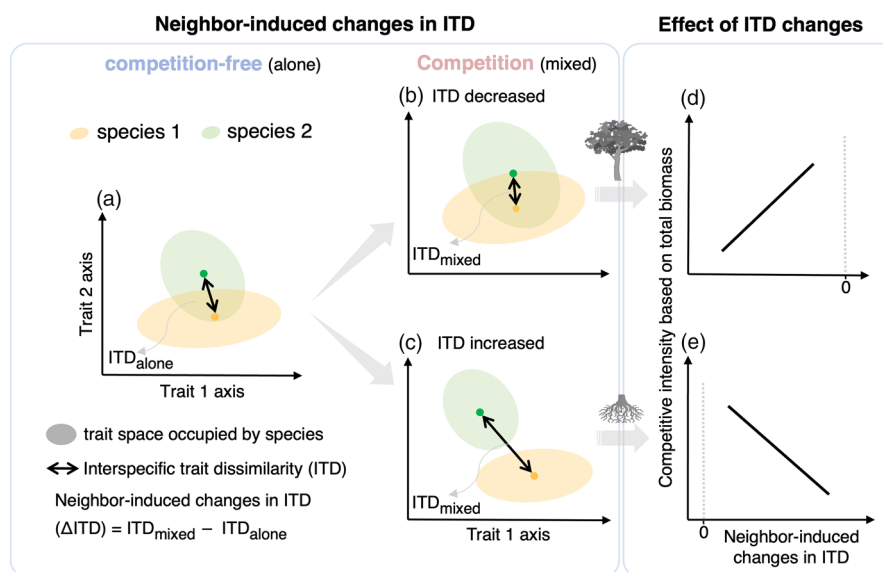 Neighbor-induced changes in ITD
Effect of ITD changes
competition-free (alone)
Competition (mixed)
species 1
species 2
(a)
Trait 2 axis
ITDalone
Trait 1 axis
trait space occupied by species
Interspecific trait dissimilarity (ITD)
Neighbor-induced changes in ITD
(ΔITD) = ITDmixed − ITDalone
(b)
ITD decreased
ITDmixed
(c)
ITD increased
ITDmixed
Trait 1 axis
Competitive intensity based on total biomass
(d)
0
(e)
0
Neighbor-induced
changes in ITD